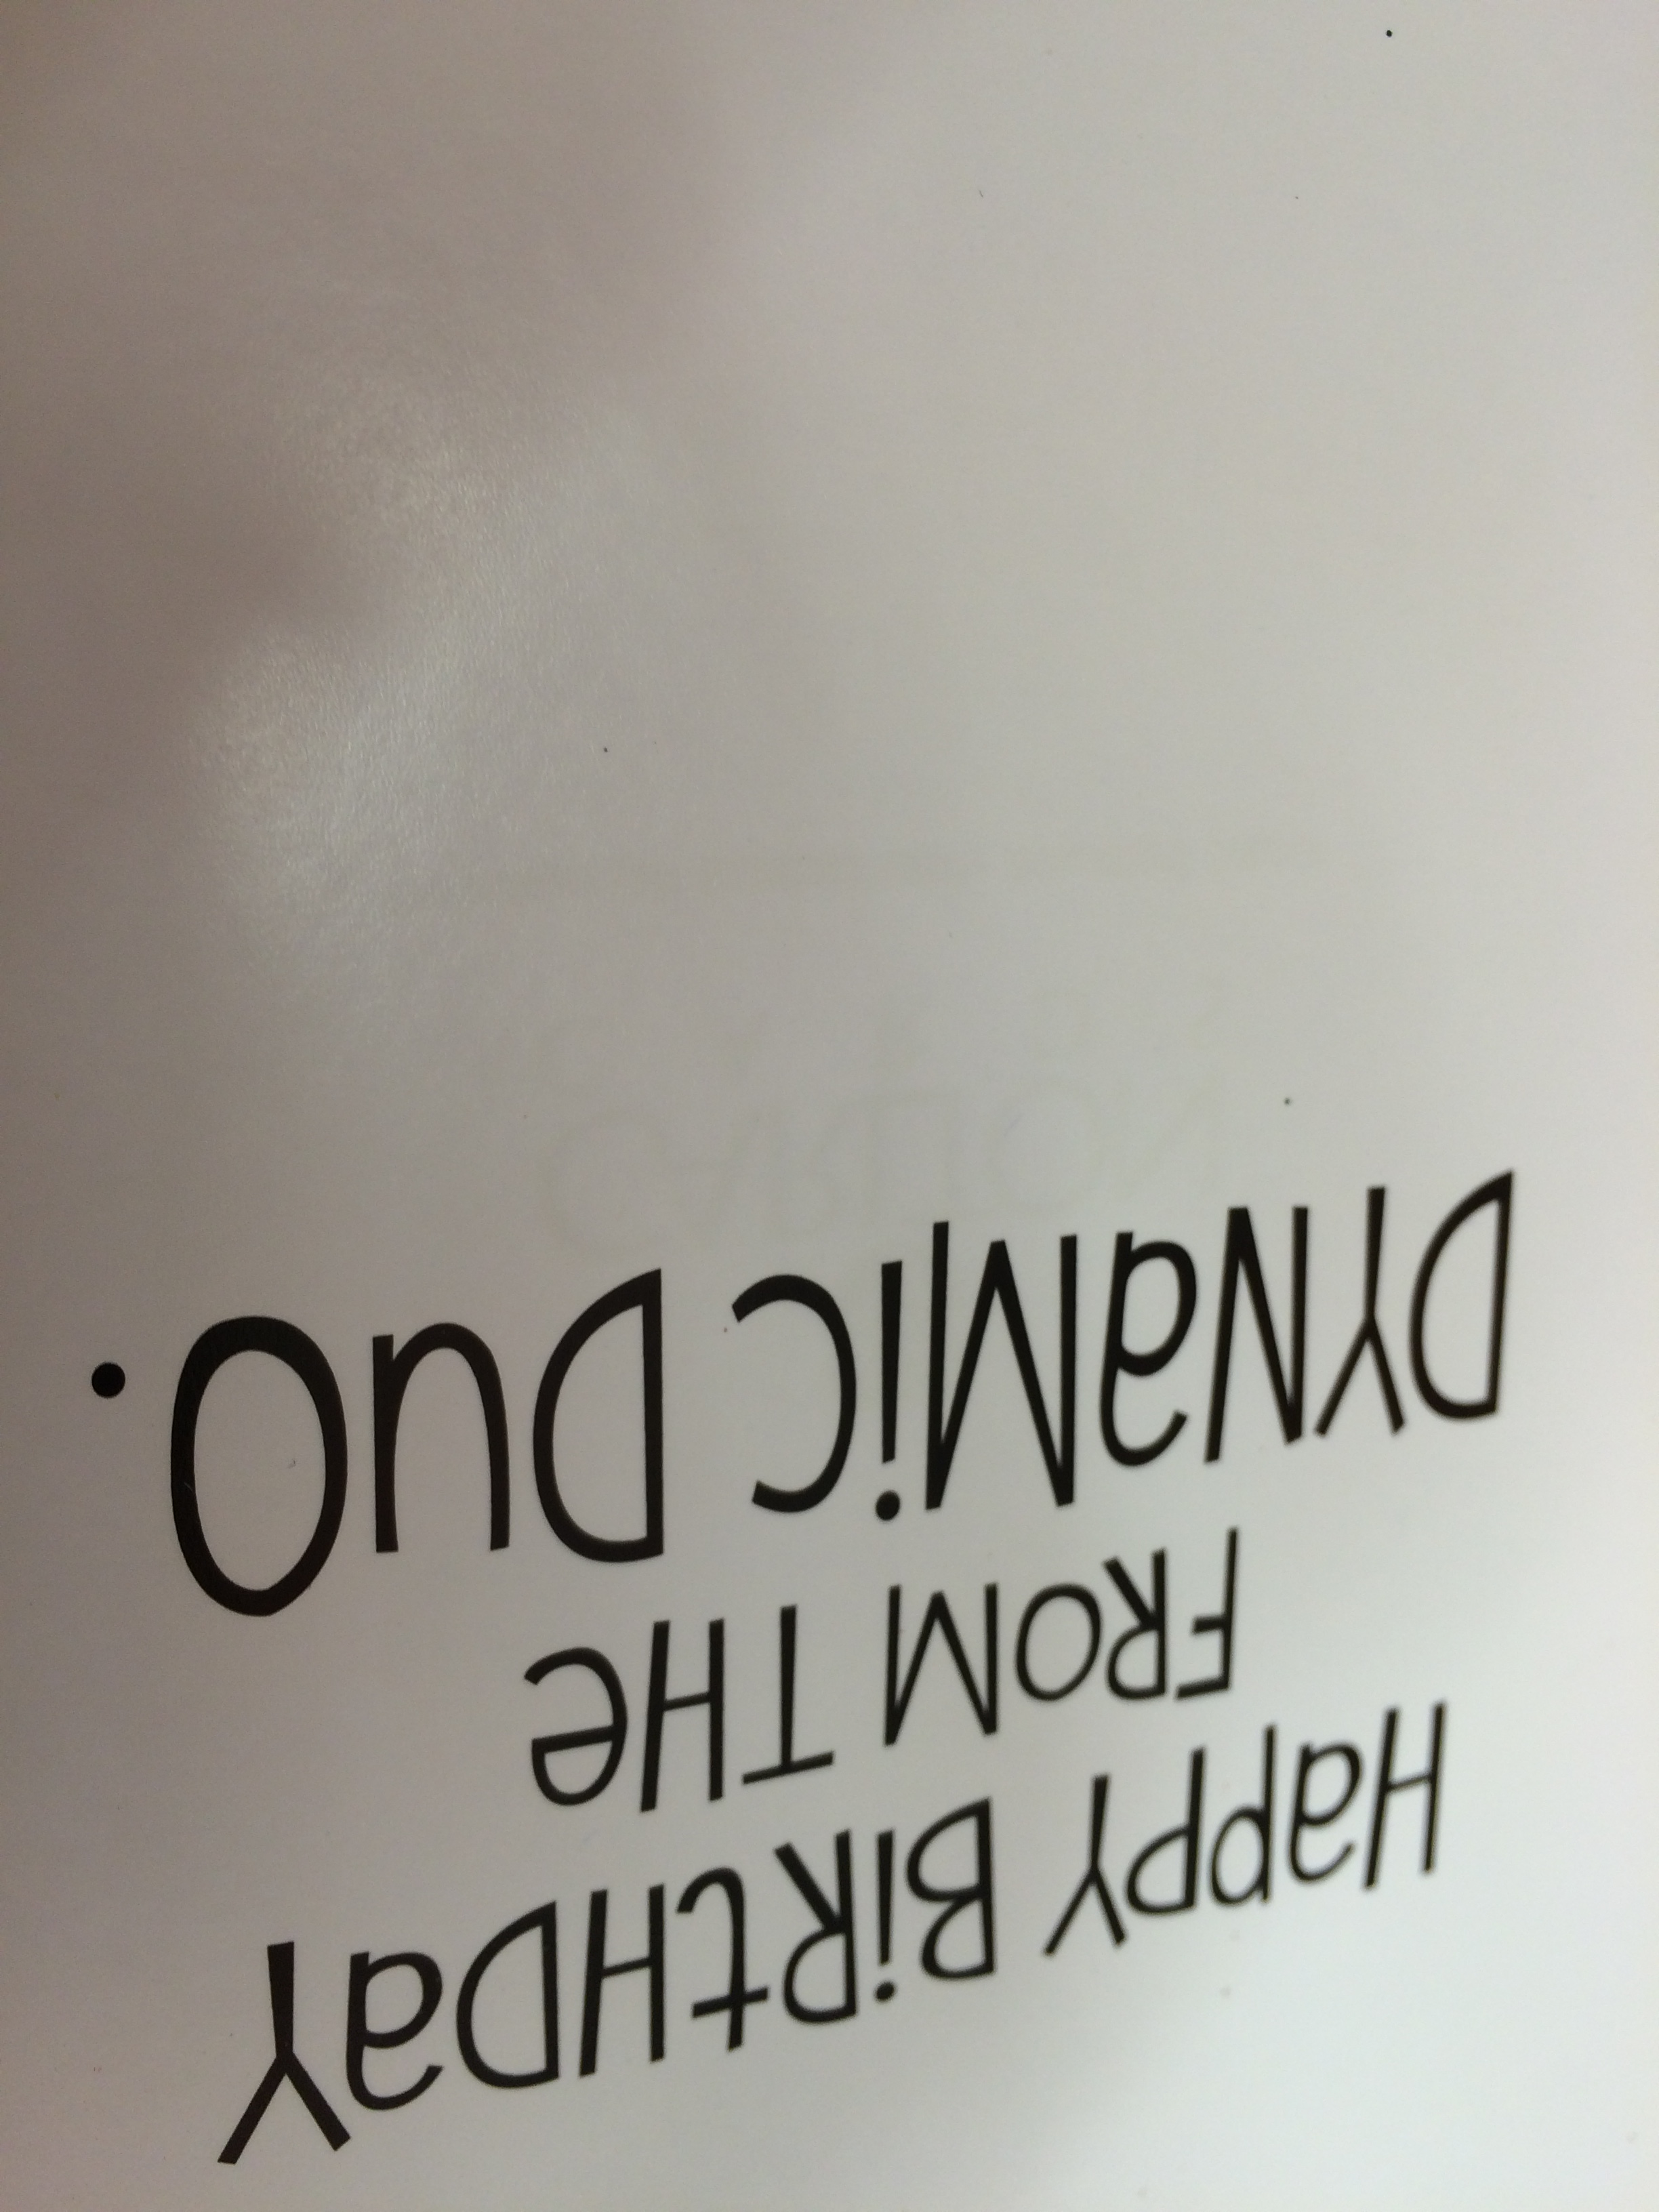 HaPPY BiRtHDaY
FROM THe
DYNaMiC DuO.